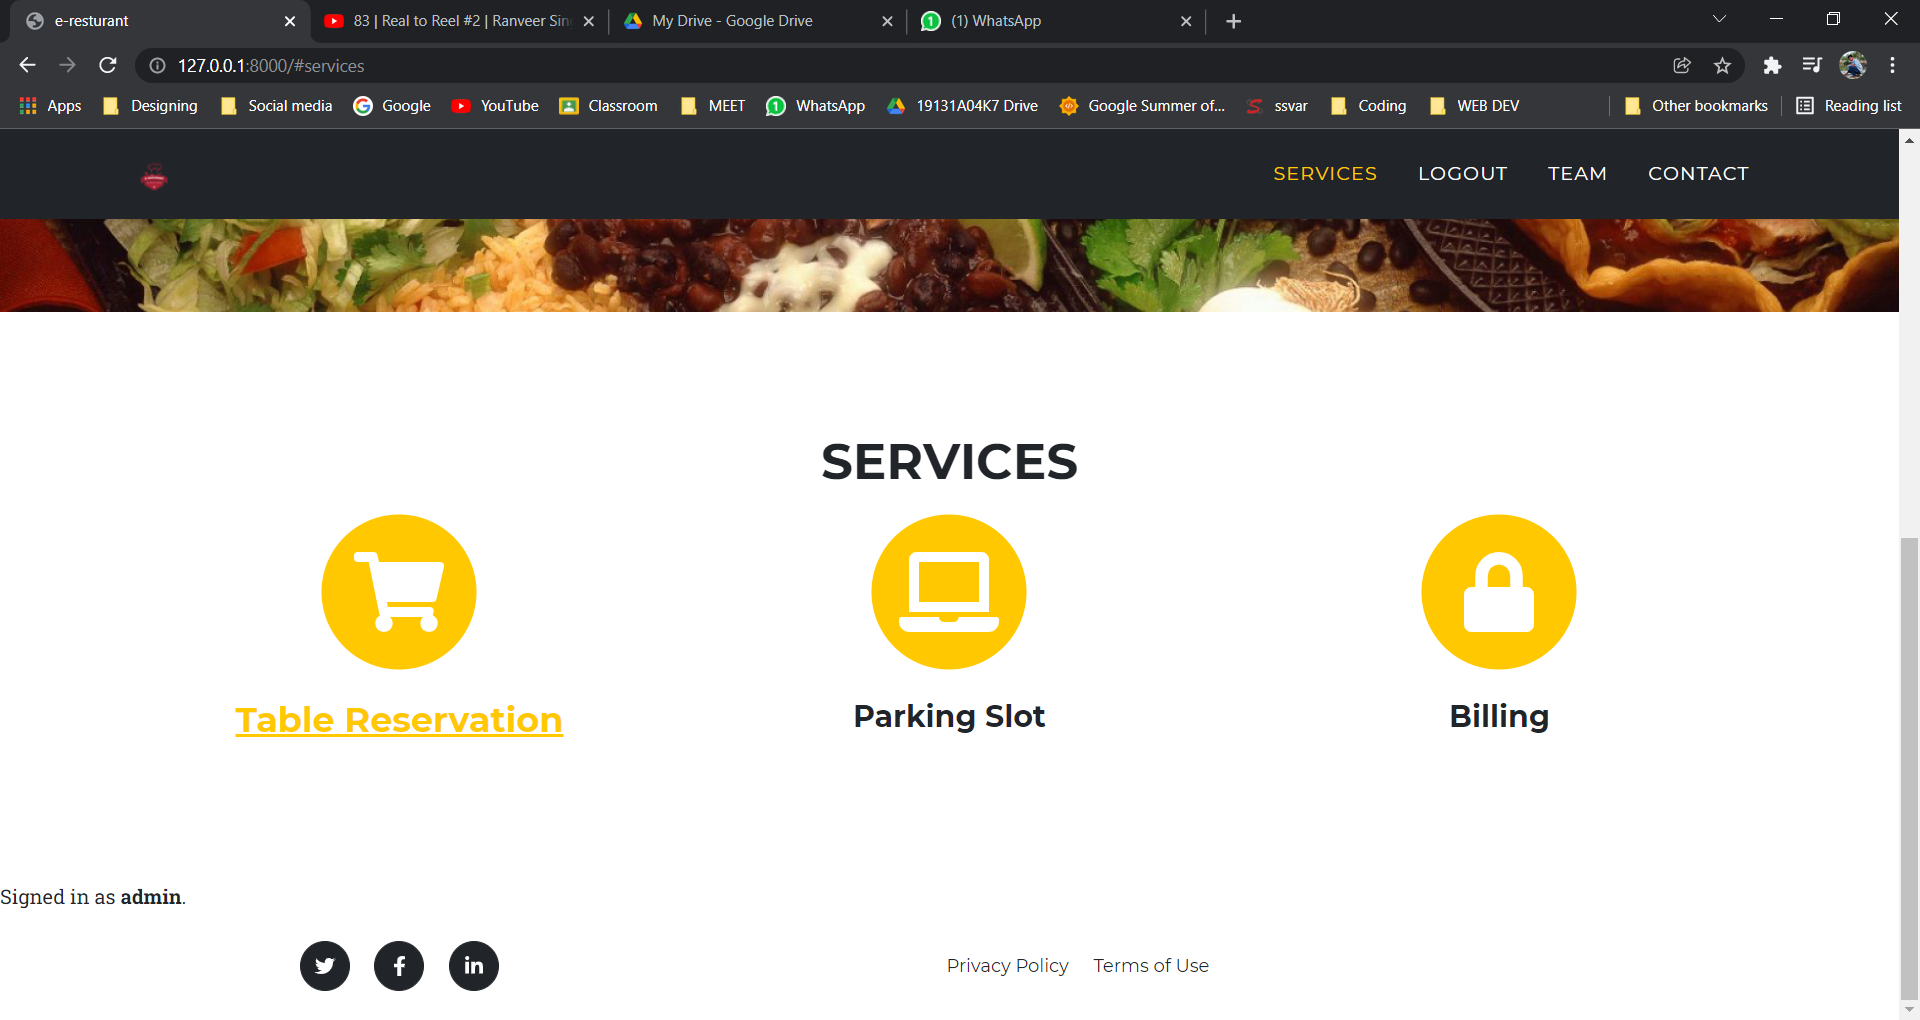 e-resturant
83 | Real to Reel #2 | Ranveer Sin
My Drive - Google Drive
(1) WhatsApp
127.0.0.1:8000/#services
Apps
Designing
Social media
Google
YouTube
Classroom
MEET
WhatsApp
19131A04K7 Drive
Google Summer of...
ssvar
Coding
WEB DEV
Other bookmarks
Reading list
SERVICES
LOGOUT
TEAM
CONTACT
SERVICES
Table Reservation
Parking Slot
Billing
Signed in as admin.
Privacy Policy
Terms of Use